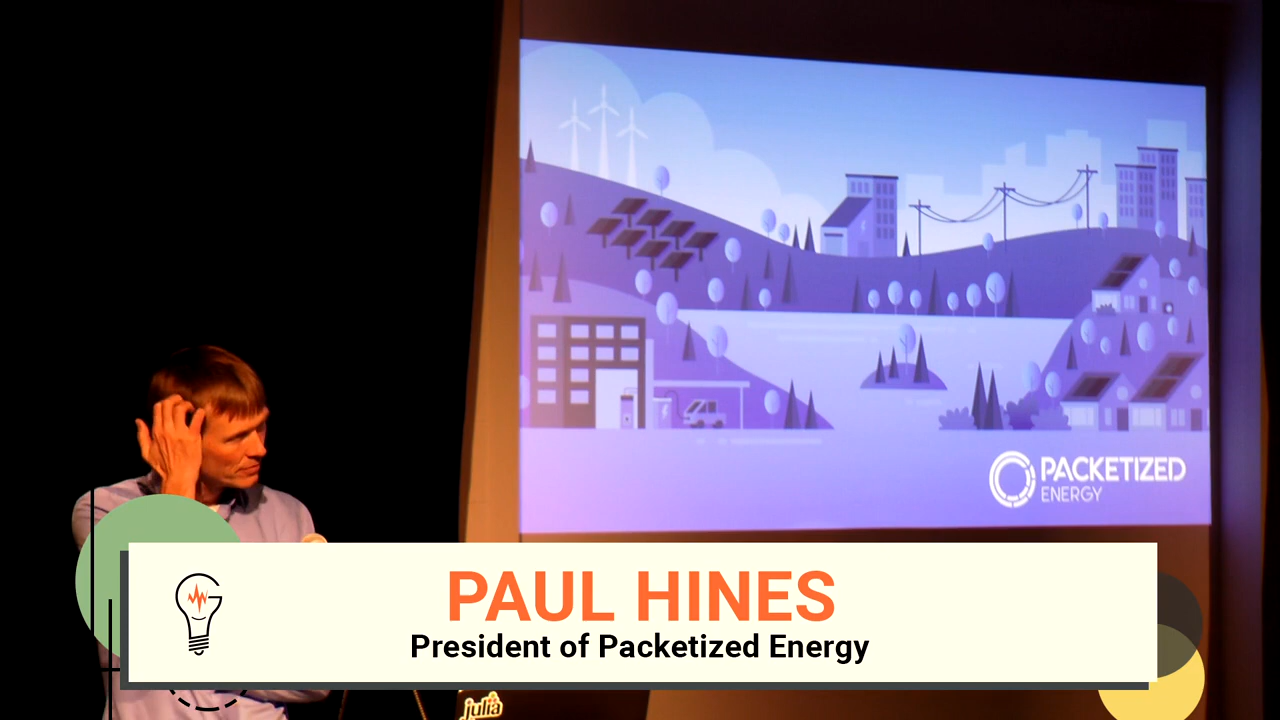 PACKETIZED
ENERGY
PAUL HINES
President of Packetized Energy
julia